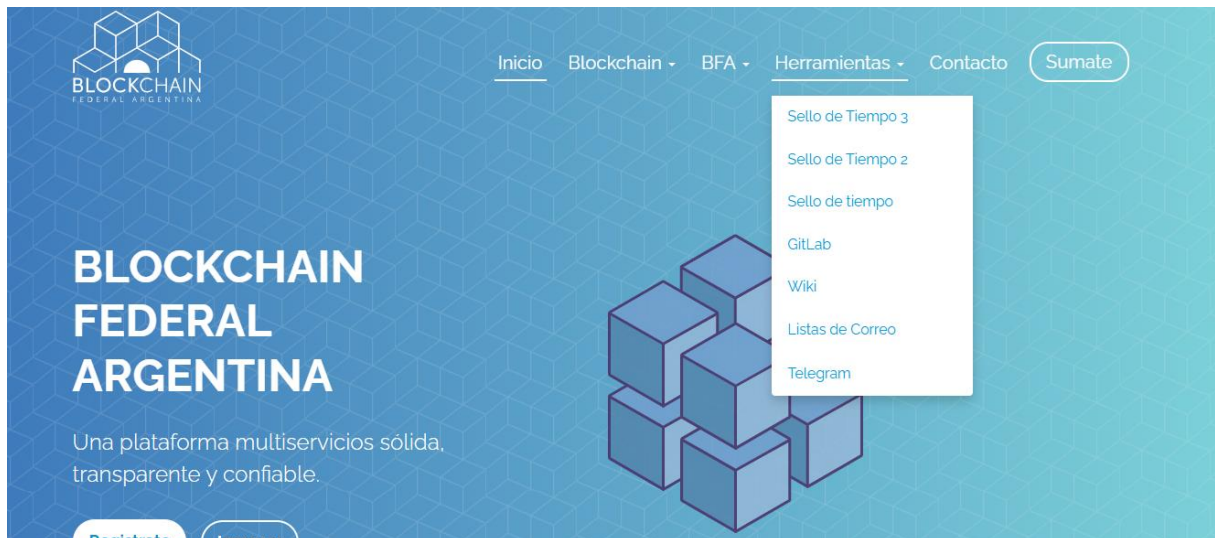 BLOCKCHAIN
FEDERAL ARGENTINA
Inicio Blockchain BFA Herramientas Contacto Sumate
Sello de Tiempo 3
Sello de Tiempo 2
Sello de tiempo
GitLab
Wiki
Listas de Correo
Telegram
BLOCKCHAIN
FEDERAL
ARGENTINA
Una plataforma multiservicios sólida,
transparente y confiable.